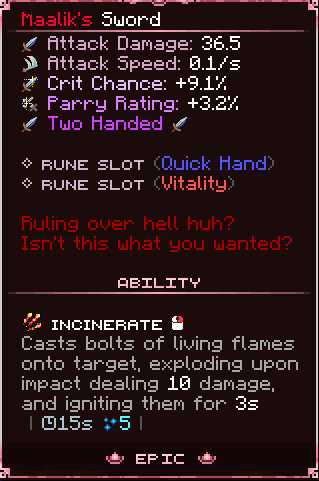 Maalik's Sword
Attack Damage: 36.5
Attack Speed: 0.1/s
Crit Chance: +9.1%
Parry Rating: +3.2%
Two Handed
RUNE SLOT (Quick Hand)
RUNE SLOT (Vitality)
Ruling over hell huh?
Isn't this what you wanted?
ABILITY
INCINERATE
Casts bolts of living flames
onto target, exploding upon
impact dealing 10 damage,
and igniting them for 3s
| 15s 5 |
EPIC